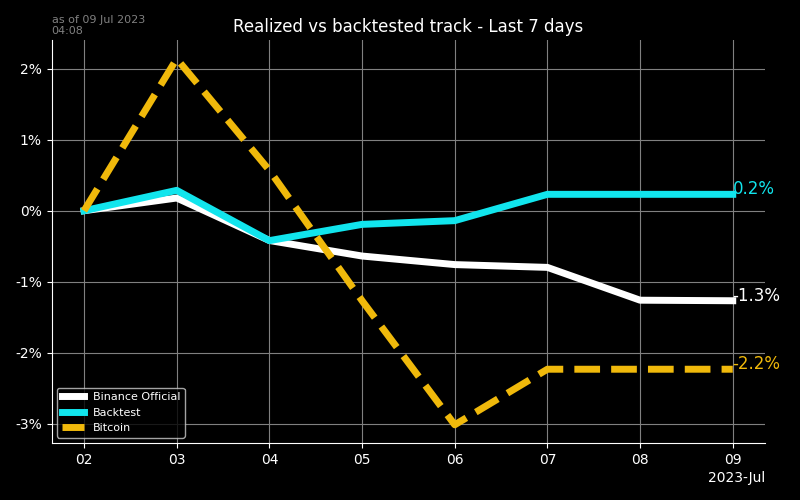 as of 09 Jul 2023
04:08
Realized vs backtested track - Last 7 days
2%
1%
0%
-1%
-2%
-3%
0.2%
-1.3%
-2.2%
Binance Official
Backtest
Bitcoin
02 03 04 05 06 07 08 09
2023-Jul